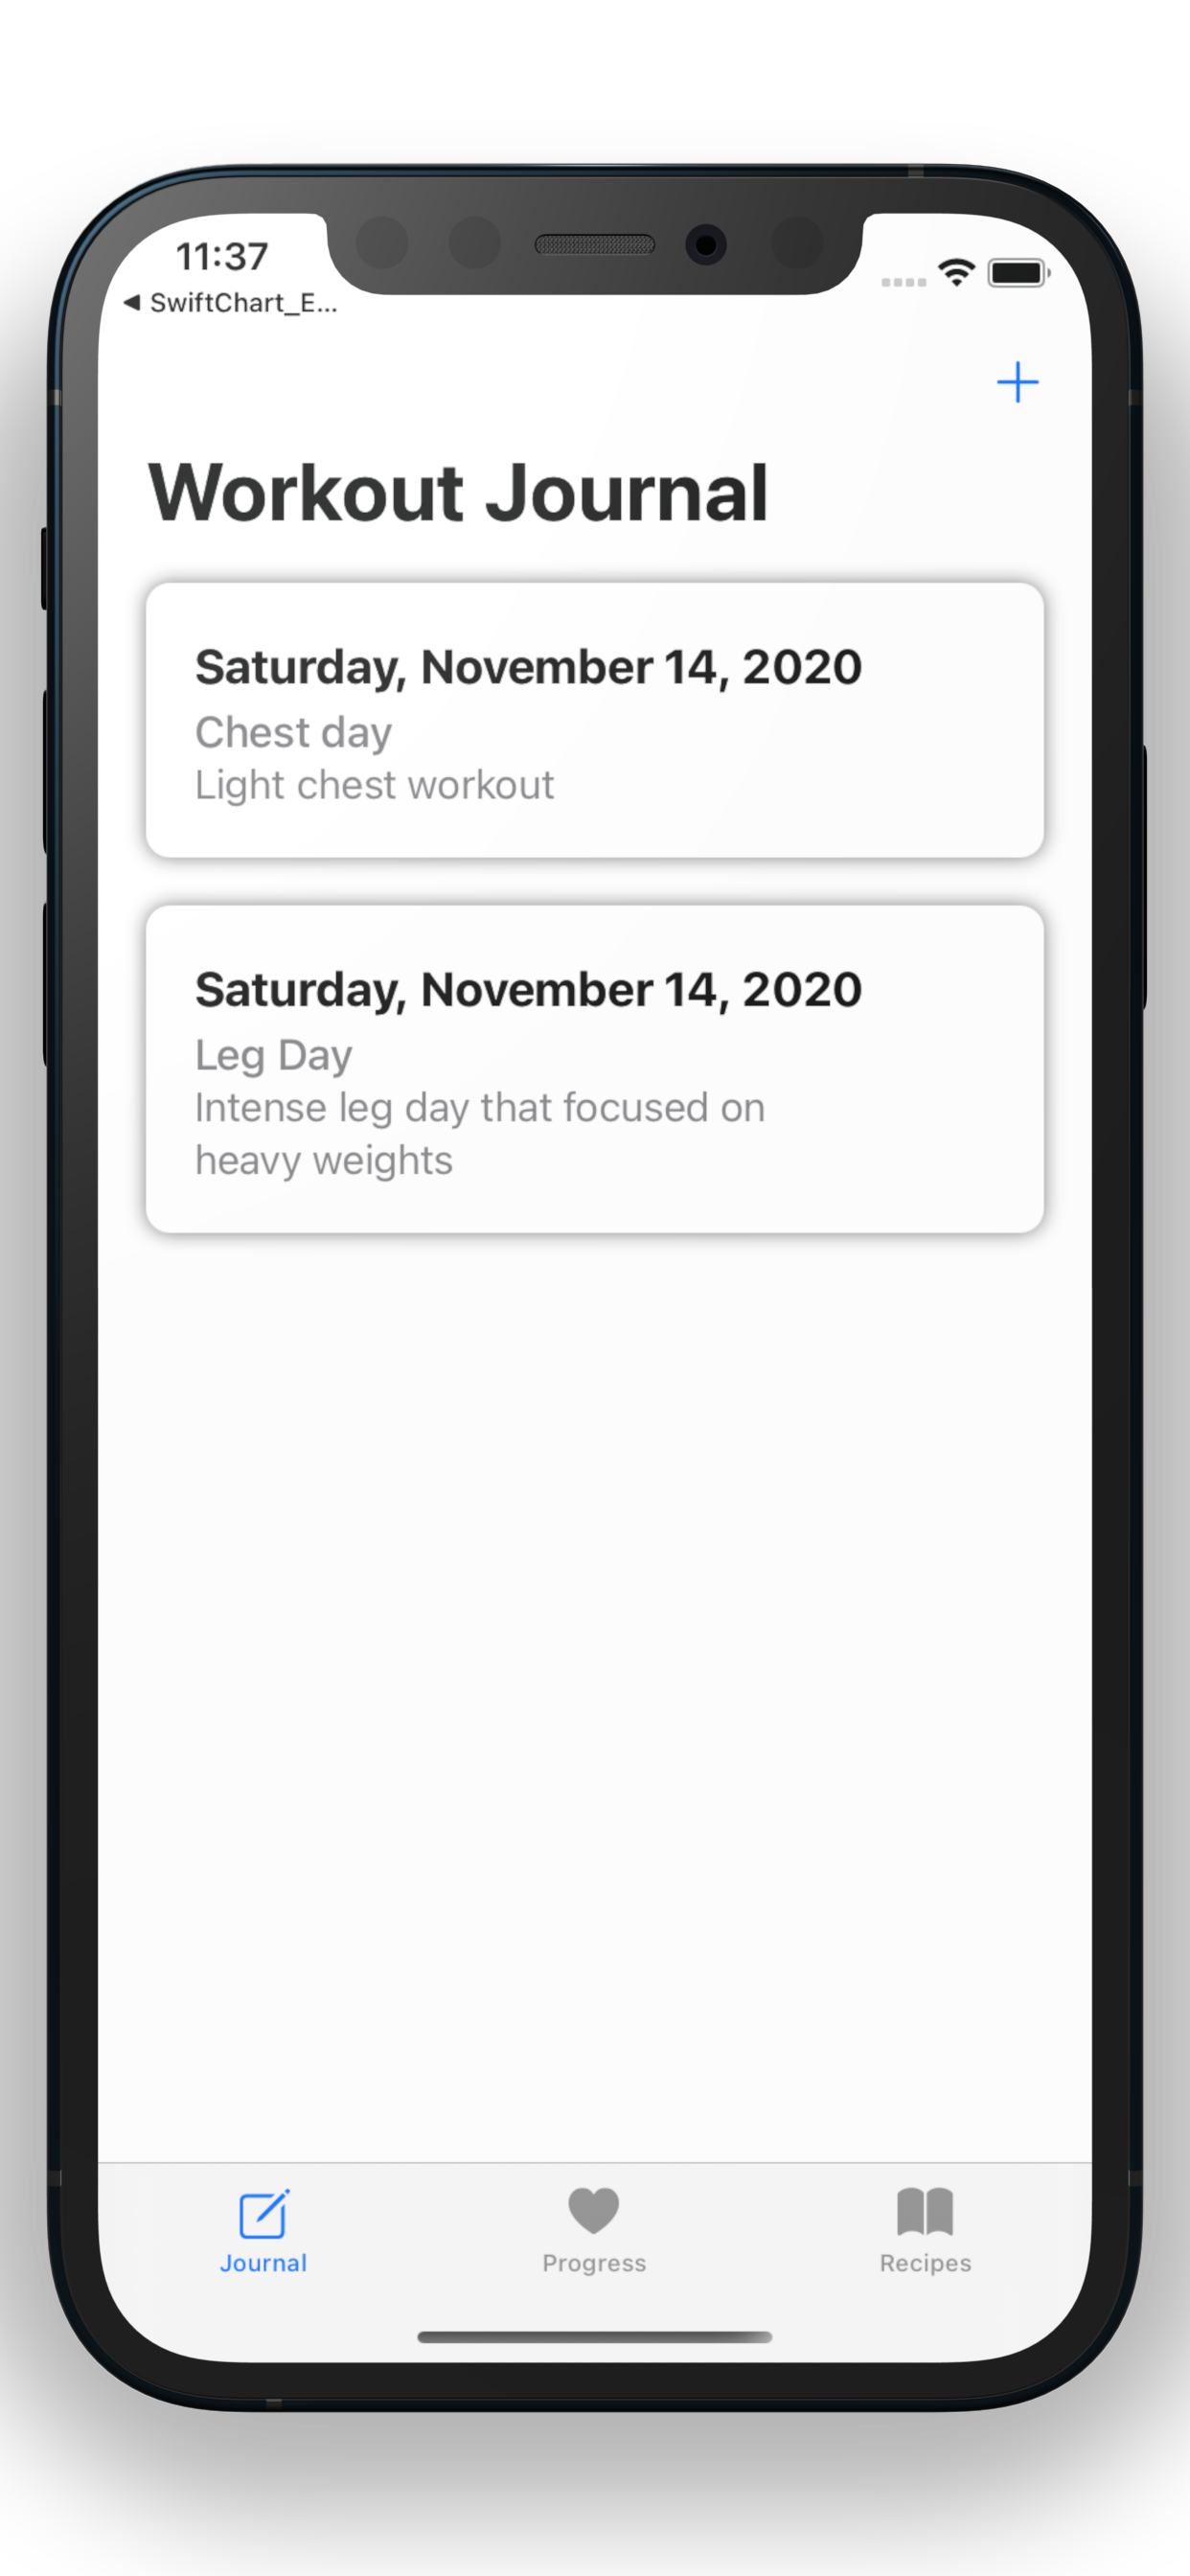 11:37
◀ SwiftChart_E...
Workout Journal
Saturday, November 14, 2020
Chest day
Light chest workout
Saturday, November 14, 2020
Leg Day
Intense leg day that focused on
heavy weights
Journal
Progress
Recipes